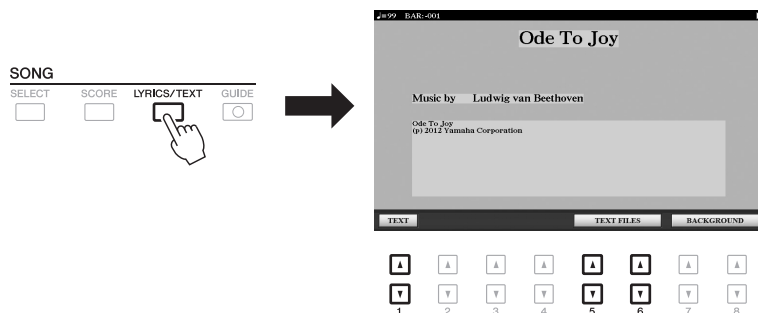 SONG
SELECT SCORE LYRICS/TEXT GUIDE
♩=99 BAR:-001
Ode To Joy
Music by Ludwig van Beethoven
Ode To Joy
(p) 2012 Yamaha Corporation
TEXT TEXT FILES BACKGROUND
1 2 3 4 5 6 7 8